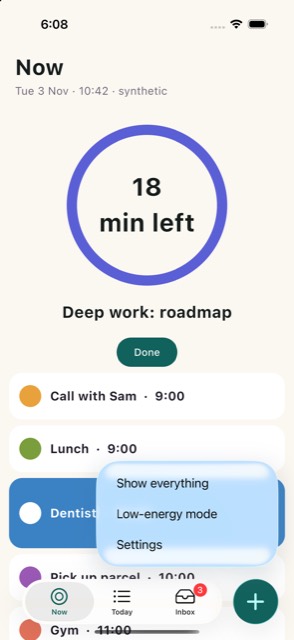 6:08
Now
Tue 3 Nov · 10:42 · synthetic
18
min left
Deep work: roadmap
Done
Call with Sam · 9:00
Lunch · 9:00
Dentist
Show everything
Low-energy mode
Settings
Pick up parcel · 10:00
Now
Today
Inbox
3
Gym · 11:00